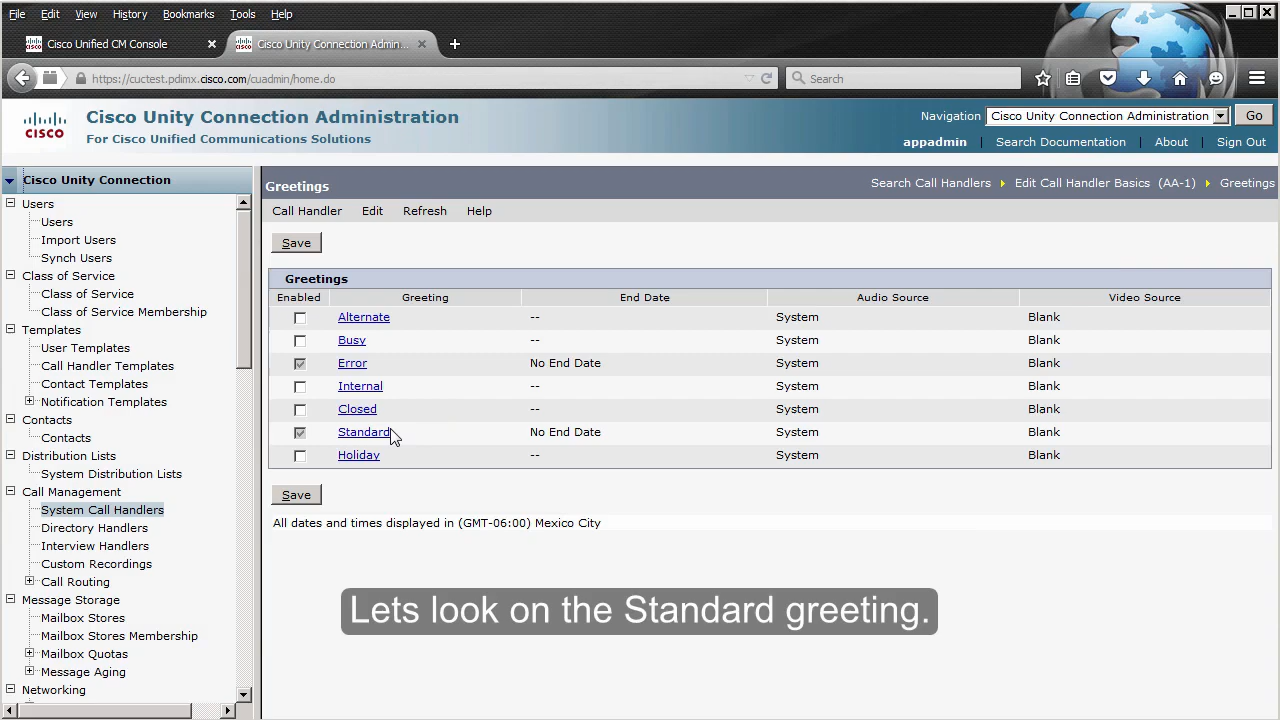 File Edit View History Bookmarks Tools Help
Cisco Unified CM Console × Cisco Unity Connection Admin... × +
https://cuctest.pdimx.cisco.com/cuadmin/home.do Search
CISCO
Cisco Unity Connection Administration
For Cisco Unified Communications Solutions
Navigation Cisco Unity Connection Administration Go
appadmin | Search Documentation | About | Sign Out
Cisco Unity Connection
Users
Users
Import Users
Synch Users
Class of Service
Class of Service
Class of Service Membership
Templates
User Templates
Call Handler Templates
Contact Templates
Notification Templates
Contacts
Contacts
Distribution Lists
System Distribution Lists
Call Management
System Call Handlers
Directory Handlers
Interview Handlers
Custom Recordings
Call Routing
Message Storage
Mailbox Stores
Mailbox Stores Membership
Mailbox Quotas
Message Aging
Networking
Greetings
Search Call Handlers Edit Call Handler Basics (AA-1) Greetings
Call Handler Edit Refresh Help
Save
Greetings
Enabled Greeting End Date Audio Source Video Source
Alternate -- System Blank
Busy -- System Blank
Error No End Date System Blank
Internal -- System Blank
Closed -- System Blank
Standard No End Date System Blank
Holiday -- System Blank
Save
All dates and times displayed in (GMT-06:00) Mexico City
Lets look on the Standard greeting.